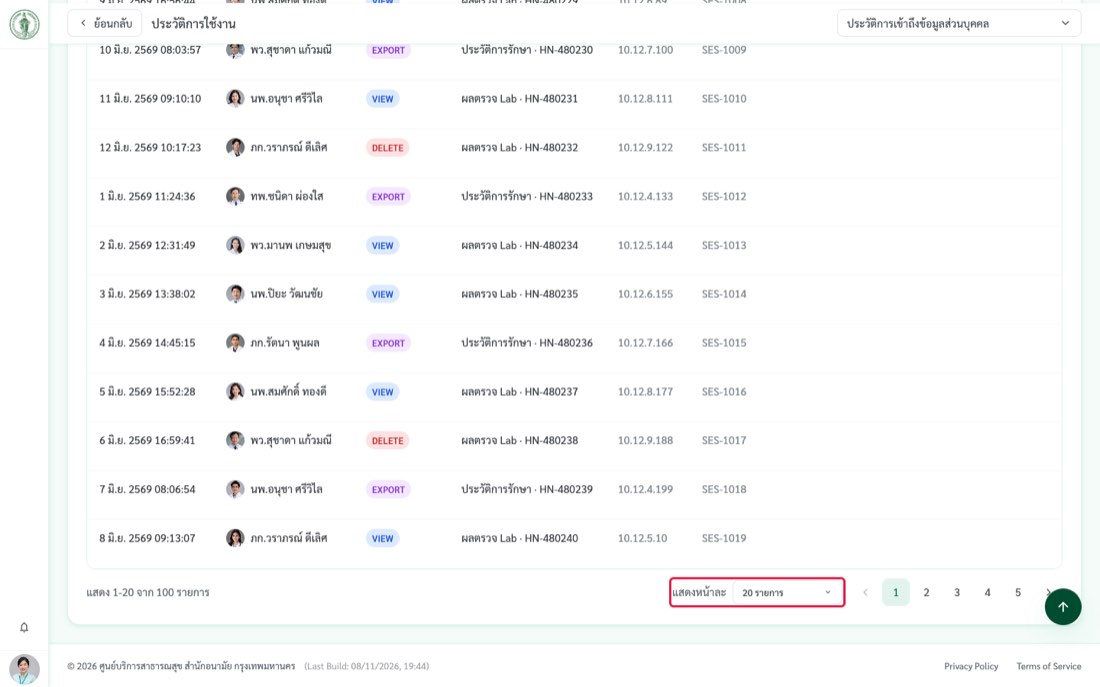 ย้อนกลับ ประวัติการใช้งาน ประวัติการเข้าถึงข้อมูลส่วนบุคคล
10 มิ.ย. 2569 08:03:57 พว.สุชาดา แก้วมณี EXPORT ประวัติการรักษา · HN-480230 10.12.7.100 SES-1009
11 มิ.ย. 2569 09:10:10 นพ.อนุชา ศรีวิไล VIEW ผลตรวจ Lab · HN-480231 10.12.8.111 SES-1010
12 มิ.ย. 2569 10:17:23 ภก.วราภรณ์ ดีเลิศ DELETE ผลตรวจ Lab · HN-480232 10.12.9.122 SES-1011
1 มิ.ย. 2569 11:24:36 ทพ.ชนิดา ผ่องใส EXPORT ประวัติการรักษา · HN-480233 10.12.4.133 SES-1012
2 มิ.ย. 2569 12:31:49 พว.มานพ เกษมสุข VIEW ผลตรวจ Lab · HN-480234 10.12.5.144 SES-1013
3 มิ.ย. 2569 13:38:02 นพ.ปิยะ วัฒนชัย VIEW ผลตรวจ Lab · HN-480235 10.12.6.155 SES-1014
4 มิ.ย. 2569 14:45:15 ภก.รัตนา พูนผล EXPORT ประวัติการรักษา · HN-480236 10.12.7.166 SES-1015
5 มิ.ย. 2569 15:52:28 นพ.สมศักดิ์ ทองดี VIEW ผลตรวจ Lab · HN-480237 10.12.8.177 SES-1016
6 มิ.ย. 2569 16:59:41 พว.สุชาดา แก้วมณี DELETE ผลตรวจ Lab · HN-480238 10.12.9.188 SES-1017
7 มิ.ย. 2569 08:06:54 นพ.อนุชา ศรีวิไล EXPORT ประวัติการรักษา · HN-480239 10.12.4.199 SES-1018
8 มิ.ย. 2569 09:13:07 ภก.วราภรณ์ ดีเลิศ VIEW ผลตรวจ Lab · HN-480240 10.12.5.10 SES-1019
แสดง 1-20 จาก 100 รายการ แสดงหน้าละ 20 รายการ 1 2 3 4 5
© 2026 ศูนย์บริการสาธารณสุข สำนักอนามัย กรุงเทพมหานคร (Last Build: 08/11/2026, 19:44) Privacy Policy Terms of Service